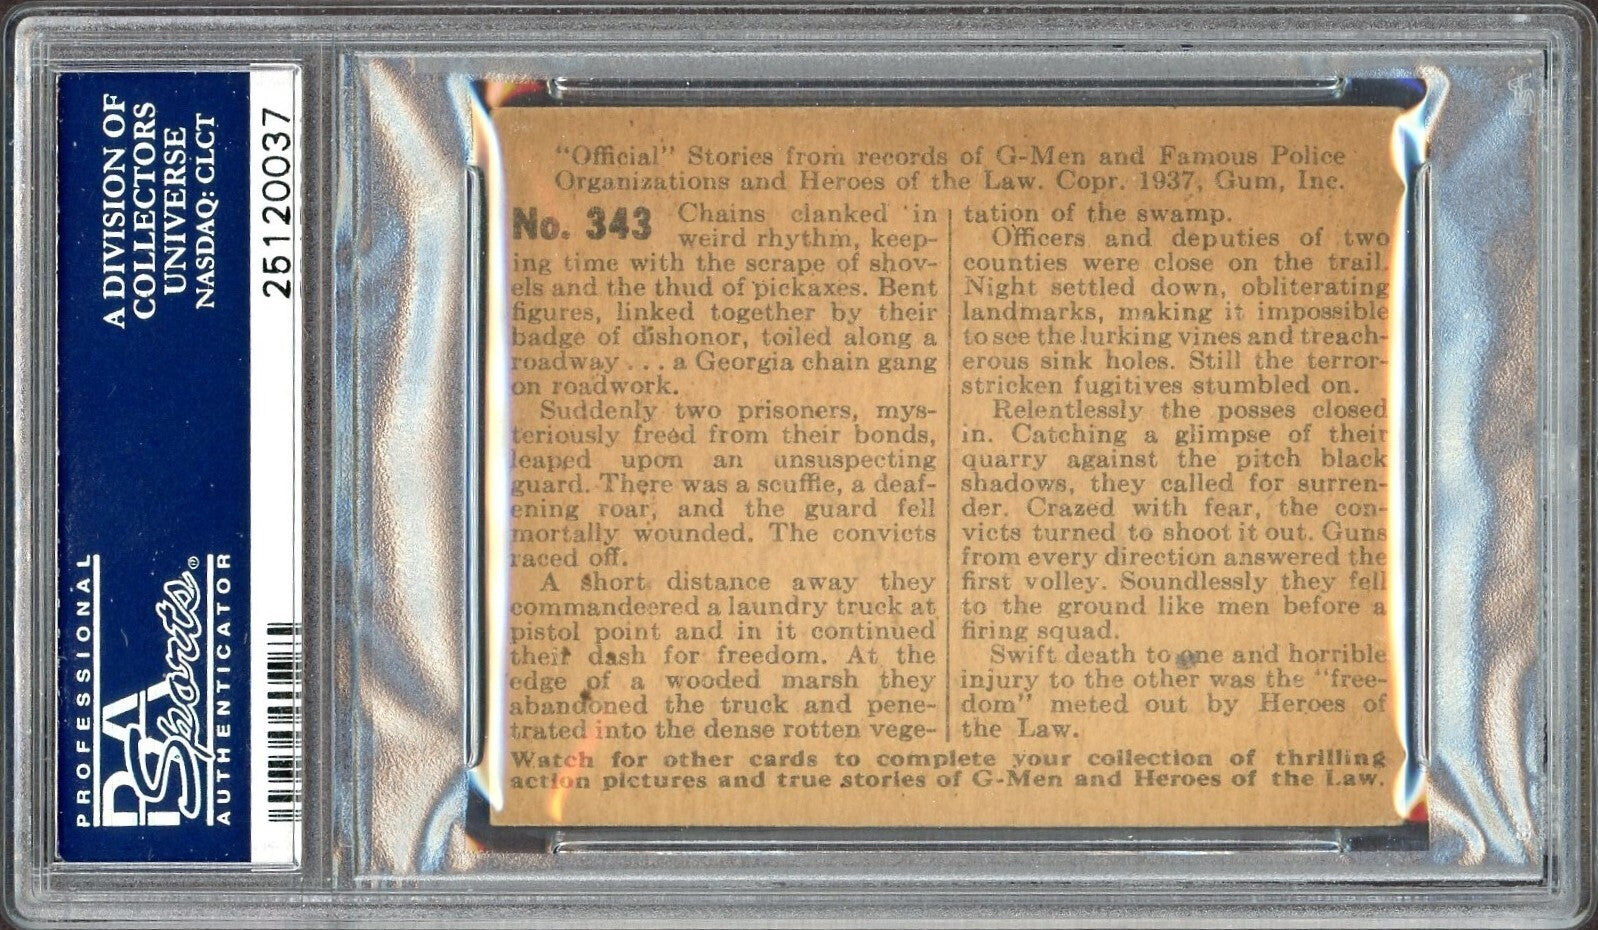 A DIVISION OF
COLLECTORS
UNIVERSE
NASDAQ: CLCT
PROFESSIONAL
PSA
Sports®
AUTHENTICATOR
25120037
"Official" Stories from records of G-Men and Famous Police
Organizations and Heroes of the Law. Copr. 1937, Gum, Inc.
No. 343 Chains clanked in
weird rhythm, keep-
ing time with the scrape of shov-
els and the thud of pickaxes. Bent
figures, linked together by their
badge of dishonor, toiled along a
roadway . . . a Georgia chain gang
on roadwork.
Suddenly two prisoners, mys-
teriously freed from their bonds,
leaped upon an unsuspecting
guard. There was a scuffle, a deaf-
ening roar, and the guard fell
mortally wounded. The convicts
raced off.
A short distance away they
commandeered a laundry truck at
pistol point and in it continued
their dash for freedom. At the
edge of a wooded marsh they
abandoned the truck and pene-
trated into the dense rotten vege-
tation of the swamp.
Officers and deputies of two
counties were close on the trail.
Night settled down, obliterating
landmarks, making it impossible
to see the lurking vines and treach-
erous sink holes. Still the terror-
stricken fugitives stumbled on.
Relentlessly the posses closed
in. Catching a glimpse of their
quarry against the pitch black
shadows, they called for surren-
der. Crazed with fear, the con-
victs turned to shoot it out. Guns
from every direction answered the
first volley. Soundlessly they fell
to the ground like men before a
firing squad.
Swift death to one and horrible
injury to the other was the "free-
dom" meted out by Heroes of
the Law.
Watch for other cards to complete your collection of thrilling
action pictures and true stories of G-Men and Heroes of the Law.